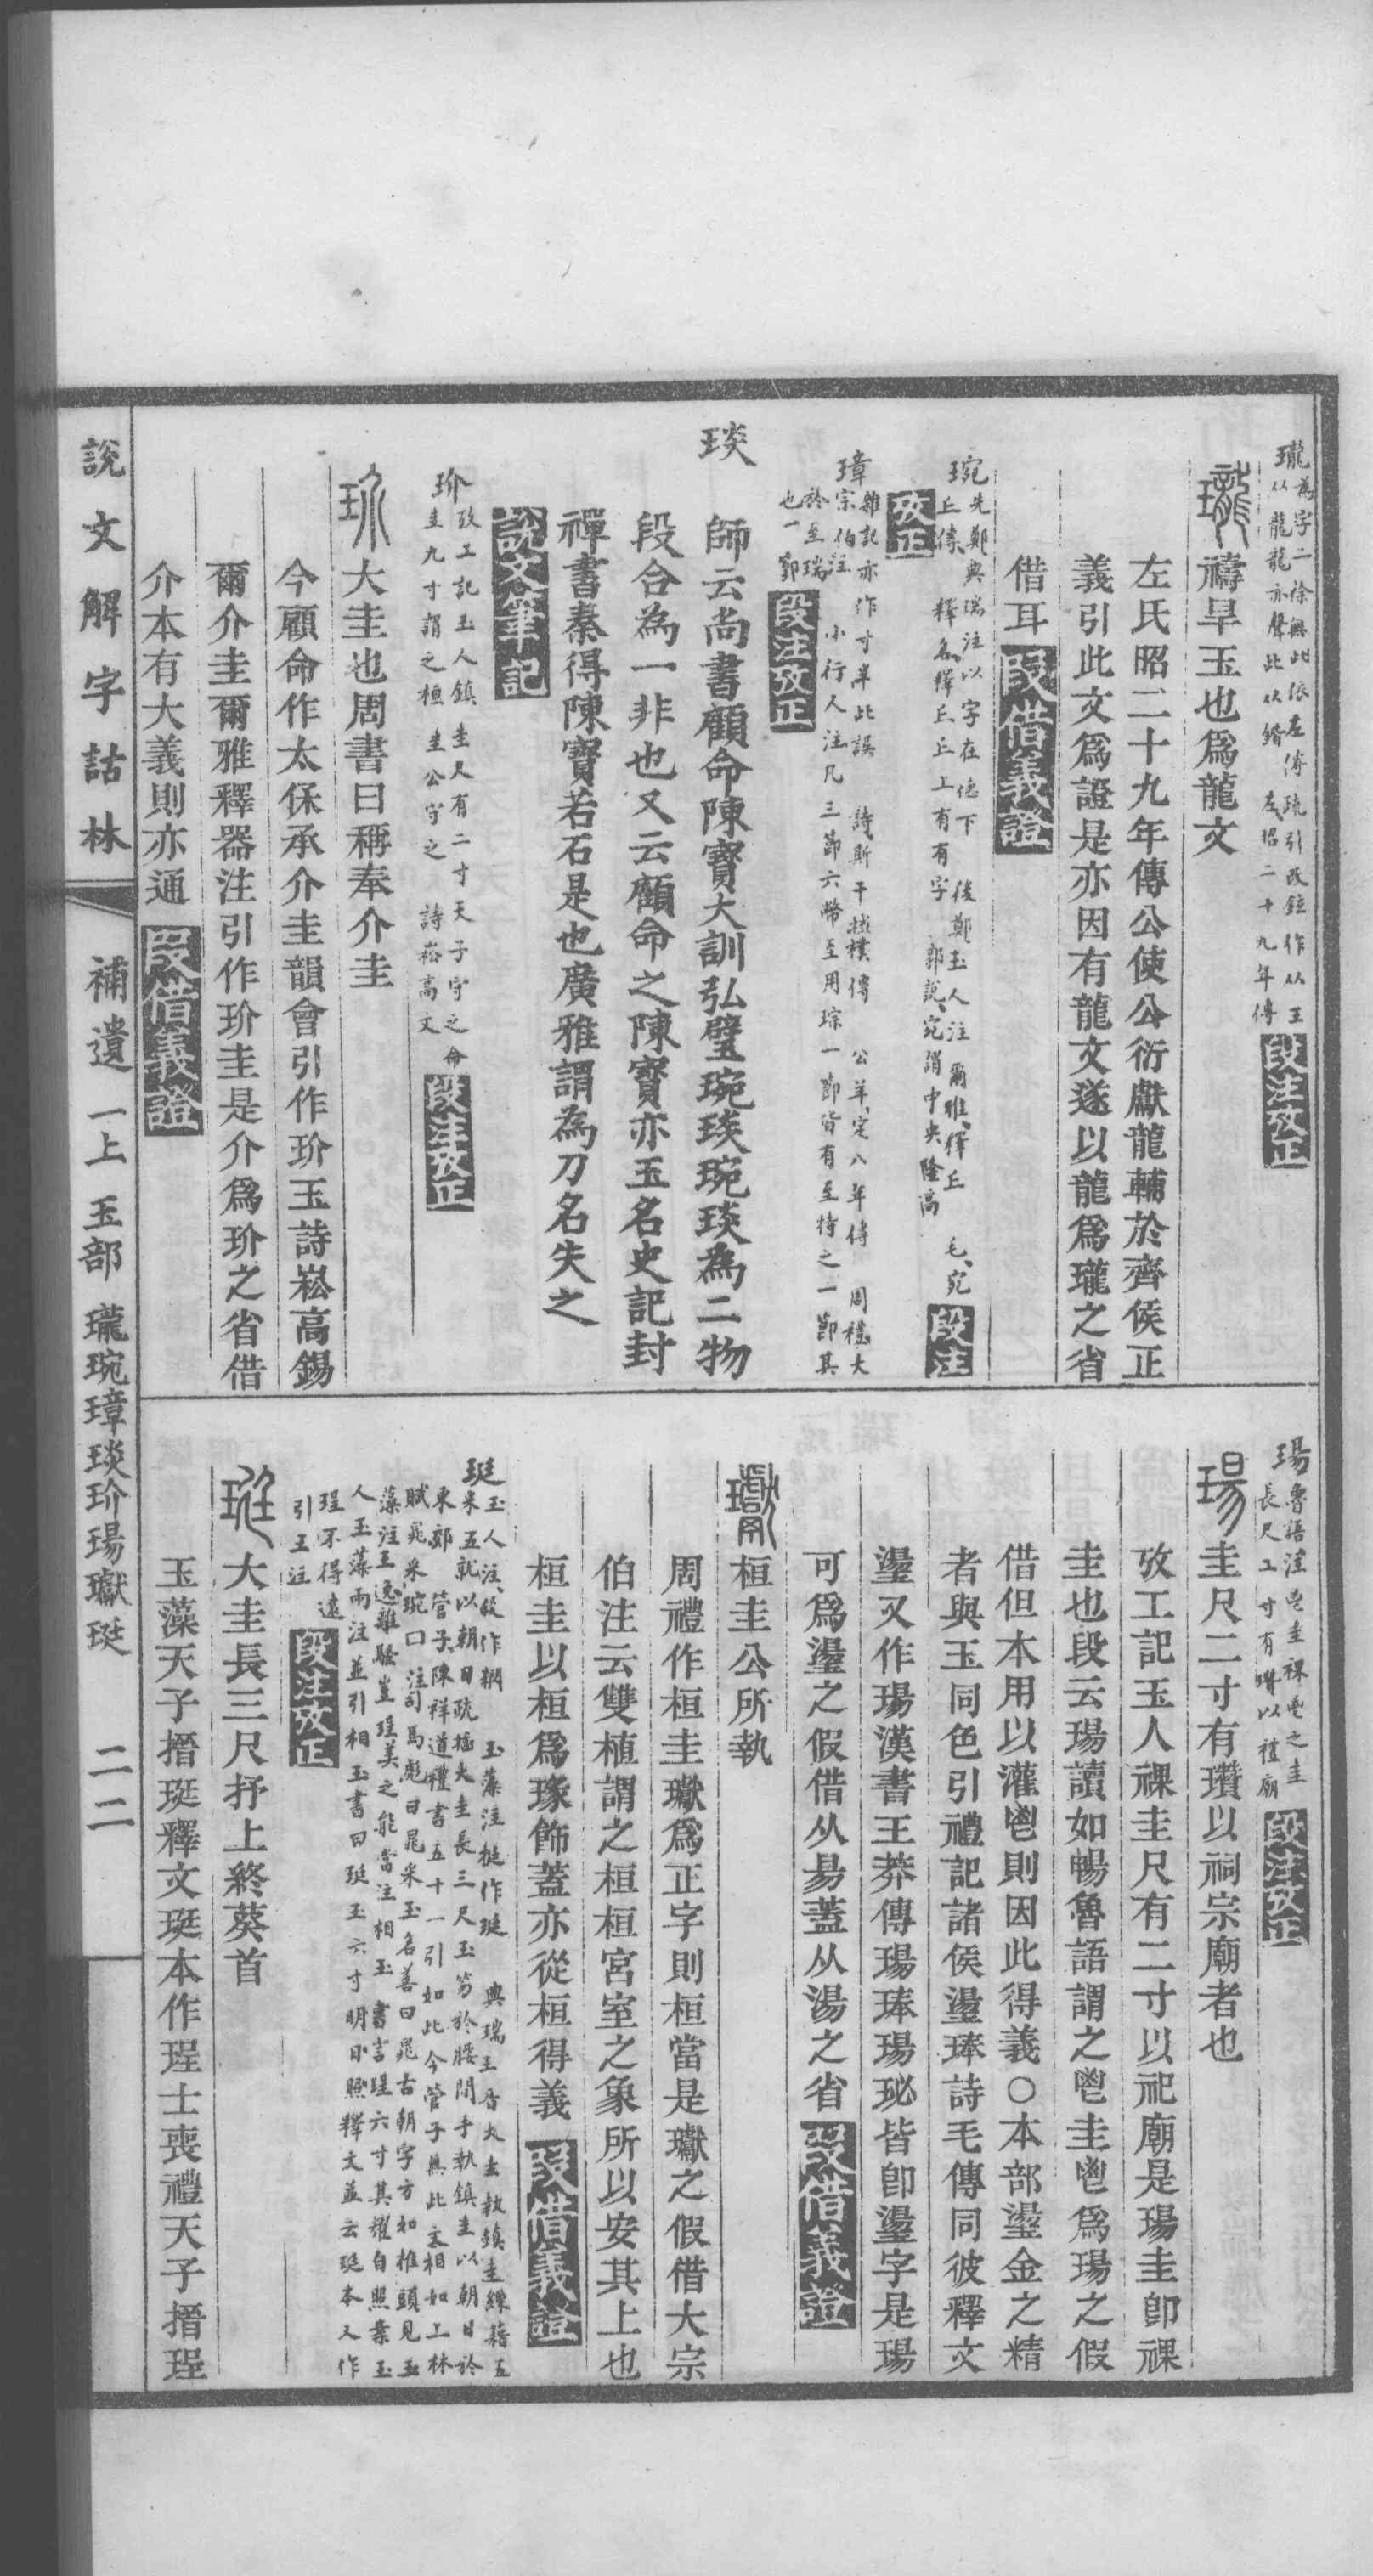 瓏為字二徐無此依左傳疏引改鉉作从玉
从龍龍亦聲此从鍇 左昭二十九年傳 段注攷正
瓏禱旱玉也爲龍文
左氏昭二十九年傳公使公衍獻龍輔於齊侯正
義引此文爲證是亦因有龍文遂以龍爲瓏之省
借耳 段借義證
琬先鄭典瑞注以字在德下 後鄭玉人注 爾雅釋丘 毛宛
丘傳 釋名釋丘丘上有有字 郭說宛謂中央隆高 段注
攷正
璋雜記亦作寸半此誤 詩斯干棫樸傳 公羊定八年傳 周禮大
宗伯注 小行人注凡三節六幣至用琮一節皆有至特之一節其
於至瑞
也一節 段注攷正
琰
師云尚書顧命陳寶大訓弘璧琬琰琬琰為二物
段合為一非也又云顧命之陳寶亦玉名史記封
禪書秦得陳寶若石是也廣雅謂為刀名失之
說文筆記
玠攷工記玉人鎮圭尺有二寸天子守之命
圭九寸謂之桓圭公守之 詩崧高文 段注攷正
玠大圭也周書曰稱奉介圭
今顧命作太保承介圭韻會引作玠玉詩崧高錫
爾介圭爾雅釋器注引作玠圭是介爲玠之省借
介本有大義則亦通 段借義證
瑒魯語注鬯圭祼鬯之圭
長尺二寸有瓚以禮廟 段注攷正
瑒圭尺二寸有瓚以祠宗廟者也
攷工記玉人祼圭尺有二寸以祀廟是瑒圭卽祼
圭也段云瑒讀如暢魯語謂之鬯圭鬯爲瑒之假
借但本用以灌鬯則因此得義○本部璗金之精
者與玉同色引禮記諸侯璗琫詩毛傳同彼釋文
璗又作瑒漢書王莽傳瑒琫瑒珌皆卽璗字是瑒
可爲璗之假借从昜蓋从湯之省 段借義證
瓛桓圭公所執
周禮作桓圭瓛爲正字則桓當是瓛之假借大宗
伯注云雙植謂之桓桓宮室之象所以安其上也
桓圭以桓爲瑑飾蓋亦從桓得義 段借義證
珽玉人注殺作𥻦 玉藻注挺作珽 典瑞王晉大圭執鎮圭繅藉五
采五就以朝日疏搢大圭長三尺玉笏於腰間手執鎮圭以朝日於
東郊 管子陳祥道禮書五十一引如此今管子無此文相如上林
賦鼂采琬 注司馬彪曰鼂采玉名善曰鼂古朝字方如椎頭見玉
藻注王逸離騷豈珵美之能當注相玉書言珵六寸其耀自照業玉
人玉藻兩注並引相玉書曰珽玉六寸明自照釋文並云珽本又作
珵不得遠
引王注 段注攷正
珽大圭長三尺抒上終葵首
玉藻天子搢珽釋文珽本作珵士喪禮天子搢珵
說文解字詁林 補遺 一上 玉部 瓏琬璋琰玠瑒瓛珽 二二